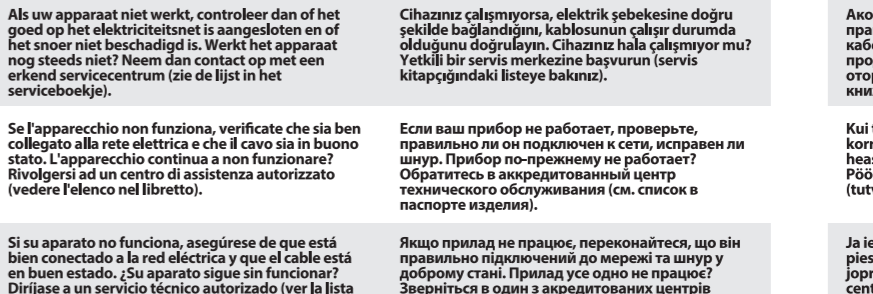 Als uw apparaat niet werkt, controleer dan of het
goed op het elektriciteitsnet is aangesloten en of
het snoer niet beschadigd is. Werkt het apparaat
nog steeds niet? Neem dan contact op met een
erkend servicecentrum (zie de lijst in het
serviceboekje).
Cihazınız çalışmıyorsa, elektrik şebekesine doğru
şekilde bağlandığını, kablosunun çalışır durumda
olduğunu doğrulayın. Cihazınız hala çalışmıyor mu?
Yetkili bir servis merkezine başvurun (servis
kitapçığındaki listeye bakınız).
Ако
Se l'apparecchio non funziona, verificate che sia ben
collegato alla rete elettrica e che il cavo sia in buono
stato. L'apparecchio continua a non funzionare?
Rivolgersi ad un centro di assistenza autorizzato
(vedere l'elenco nel libretto).
Если ваш прибор не работает, проверьте,
правильно ли он подключен к сети, исправен ли
шнур. Прибор по-прежнему не работает?
Обратитесь в аккредитованный центр
технического обслуживания (см. список в
паспорте изделия).
Kui
Si su aparato no funciona, asegúrese de que está
bien conectado a la red eléctrica y que el cable está
en buen estado. ¿Su aparato sigue sin funcionar?
Diríjase a un servicio técnico autorizado (ver la lista
Якщо прилад не працює, переконайтеся, що він
правильно підключений до мережі та шнур у
доброму стані. Прилад усе одно не працює?
Зверніться в один з акредитованих центрів
Ja